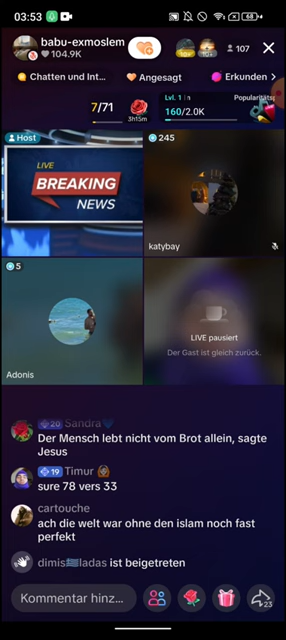 03:53
68
babu-exmoslem
104.9K
10+
107
Chatten und Int...
Angesagt
Erkunden
7/71
3h15m
Lvl. 1
160/2.0K
Popularitäts
Host
LIVE
BREAKING
NEWS
245
katybay
5
Adonis
LIVE pausiert
Der Gast ist gleich zurück.
20 Sandra
Der Mensch lebt nicht vom Brot allein, sagte
Jesus
19 Timur
sure 78 vers 33
cartouche
ach die welt war ohne den islam noch fast
perfekt
dimis🇬🇷ladas ist beigetreten
Kommentar hinz...
23